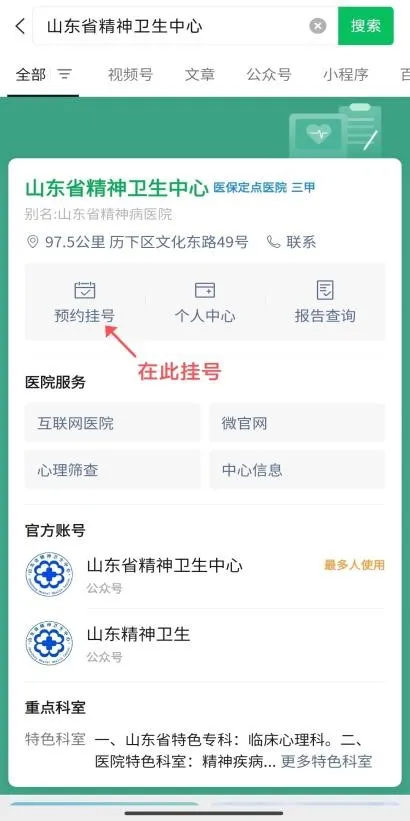 山东省精神卫生中心
搜索
全部
视频号
文章
公众号
小程序
山东省精神卫生中心 医保定点医院 三甲
别名:山东省精神病医院
97.5公里 历下区文化东路49号
联系
预约挂号
个人中心
报告查询
在此挂号
医院服务
互联网医院
微官网
心理筛查
中心信息
官方账号
山东省精神卫生中心
最多人使用
公众号
山东精神卫生
公众号
重点科室
特色科室 一、山东省特色专科：临床心理科。二、
医院特色科室：精神疾病... 更多特色科室